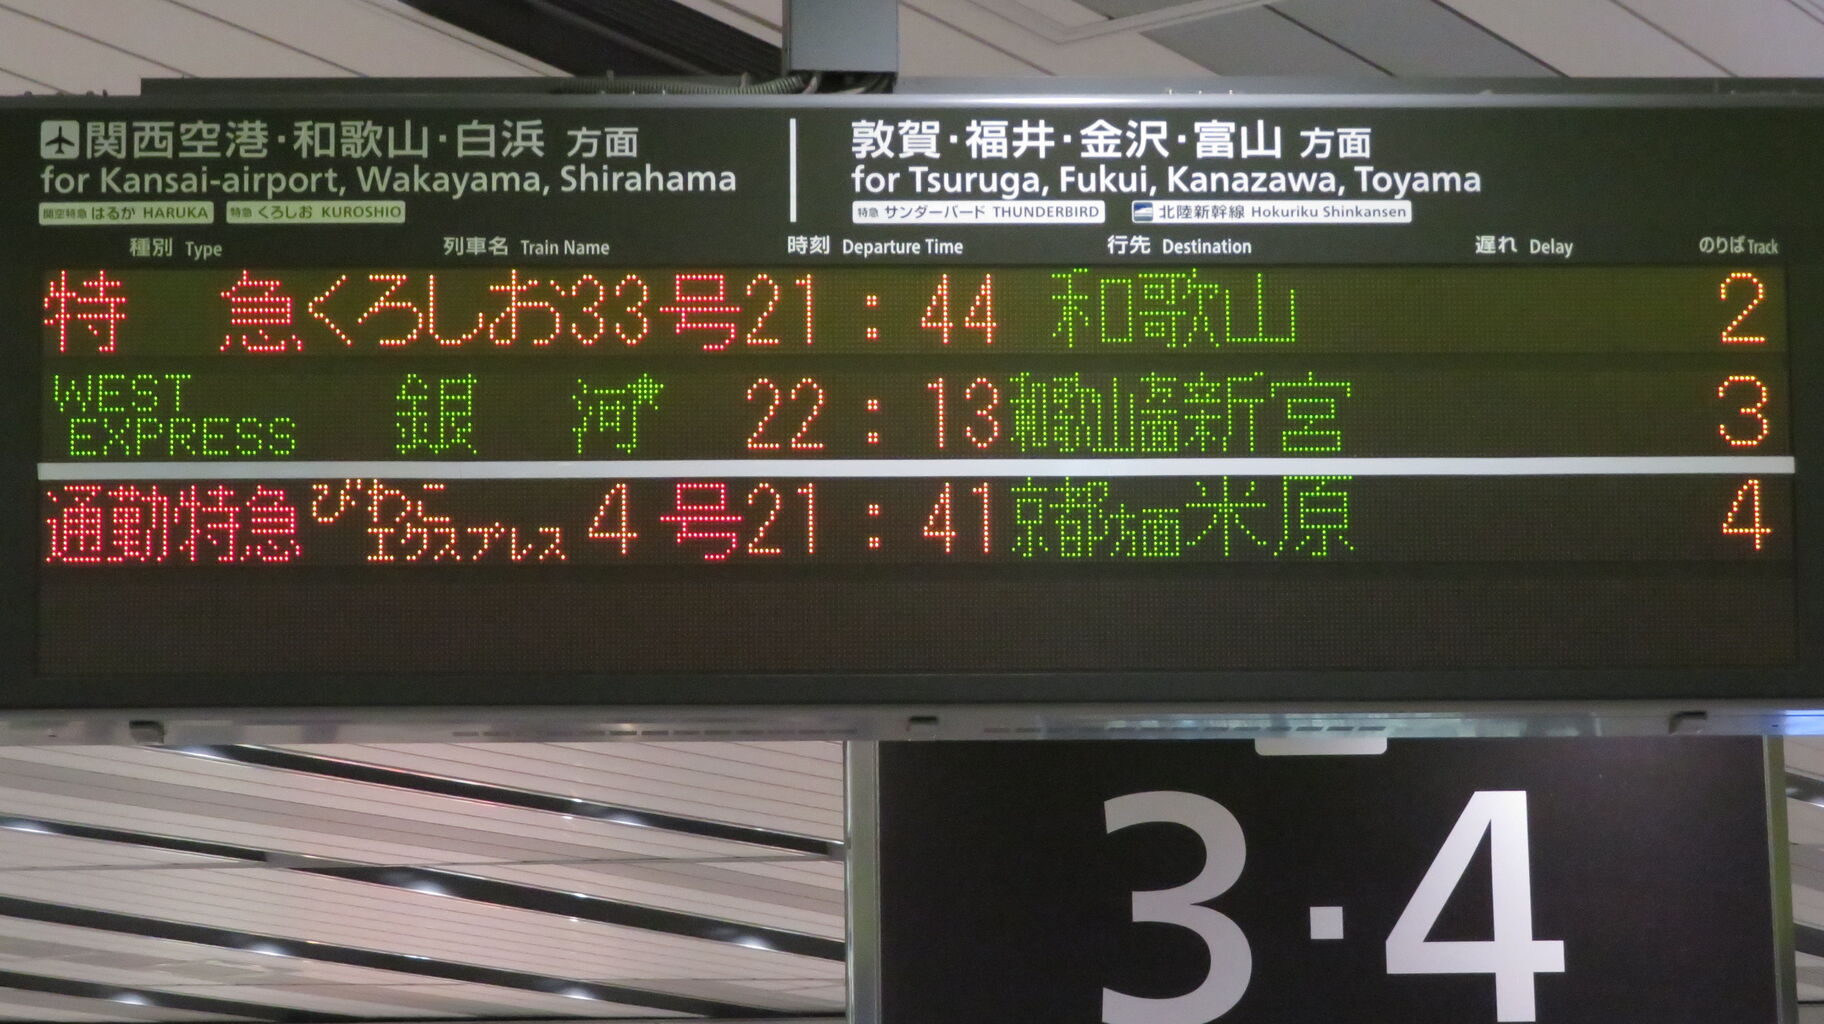 関西空港・和歌山・白浜 方面
for Kansai-airport, Wakayama, Shirahama
関空特急 はるか HARUKA 特急 くろしお KUROSHIO
敦賀・福井・金沢・富山 方面
for Tsuruga, Fukui, Kanazawa, Toyama
特急 サンダーバード THUNDERBIRD 北陸新幹線 Hokuriku Shinkansen
種別 Type 列車名 Train Name 時刻 Departure Time 行先 Destination 遅れ Delay のりば Track
特急 くろしお33号 21:44 和歌山 2
WEST EXPRESS 銀河 22:13 和歌山 新宮 3
通勤特急 びわこエクスプレス 4号 21:41 京都方面米原 4
3・4